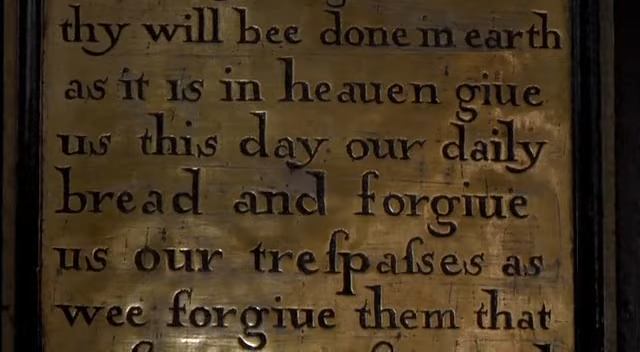 thy will bee done in earth
as it is in heauen giue
us this day our daily
bread and forgiue
us our treſpaſses as
wee forgiue them that